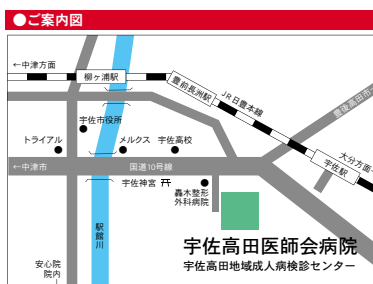 ●ご案内図
←中津方面
柳ヶ浦駅
豊前長洲駅
JR日豊本線
豊後高田市→
宇佐市役所
トライアル
メルクス
宇佐高校
大分方面→
宇佐駅
←中津市
国道10号線
宇佐神宮
轟木整形
外科病院
駅館川
宇佐高田医師会病院
宇佐高田地域成人病検診センター
安心院
院内
↓